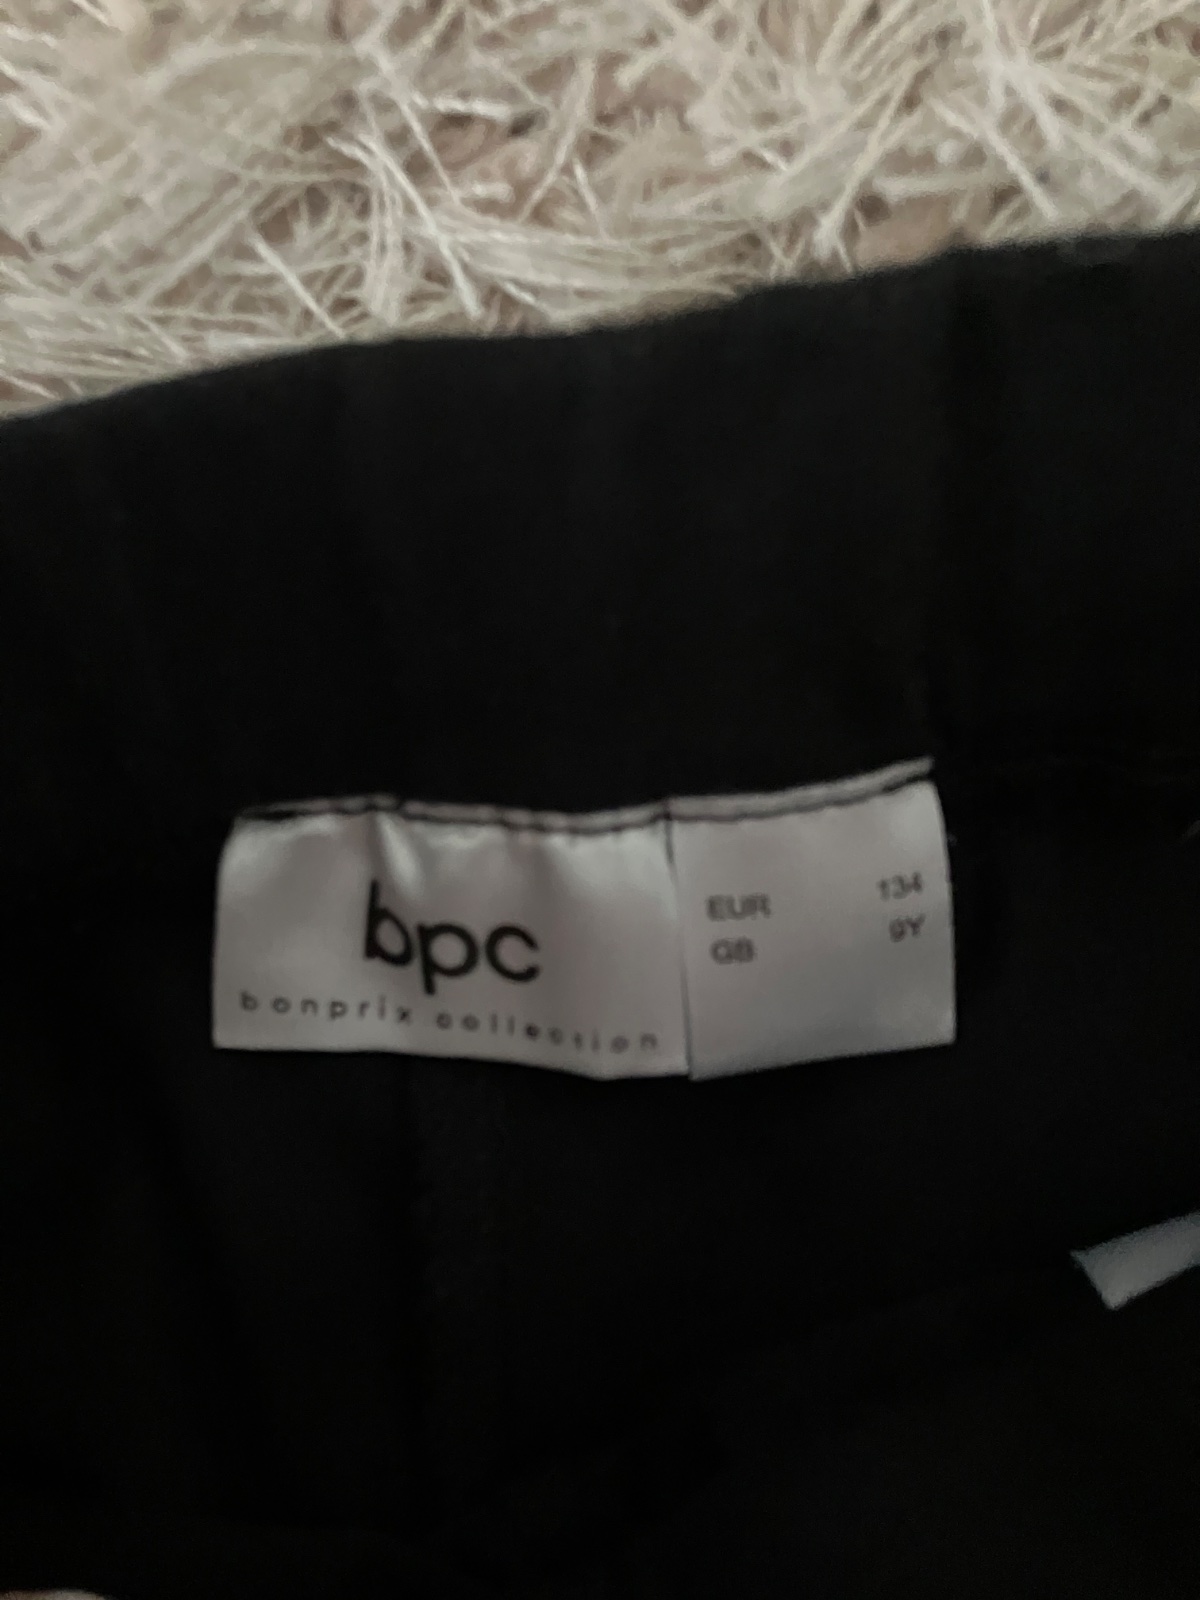 bpc
bonprix collection
EUR 134
GB 9Y